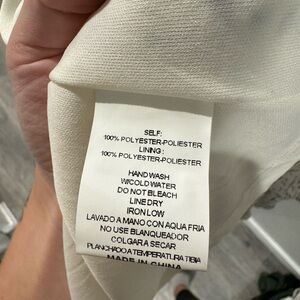 SELF:
100% POLYESTER-POLIESTER
LINING:
100% POLYESTER-POLIESTER
HAND WASH
W/COLD WATER
DO NOT BLEACH
LINE DRY
IRON LOW
LAVADO A MANO CON AQUA FRIA
NO USE BLANQUEADOR
COLGAR A SECAR
PLANCHADO A TEMPERATURA TIBIA
MADE IN CHINA